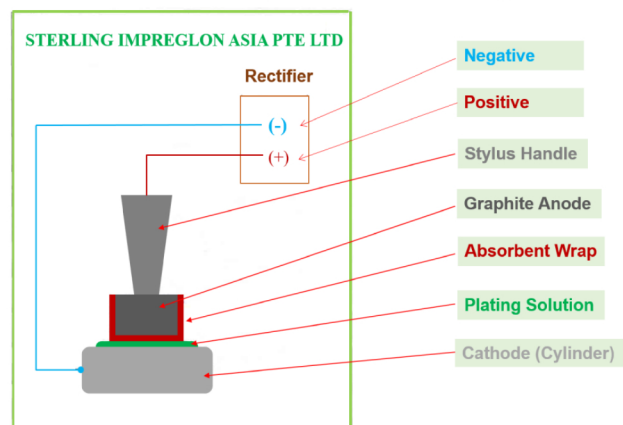 STERLING IMPREGLON ASIA PTE LTD
Rectifier
(-)
(+)
Negative
Positive
Stylus Handle
Graphite Anode
Absorbent Wrap
Plating Solution
Cathode (Cylinder)